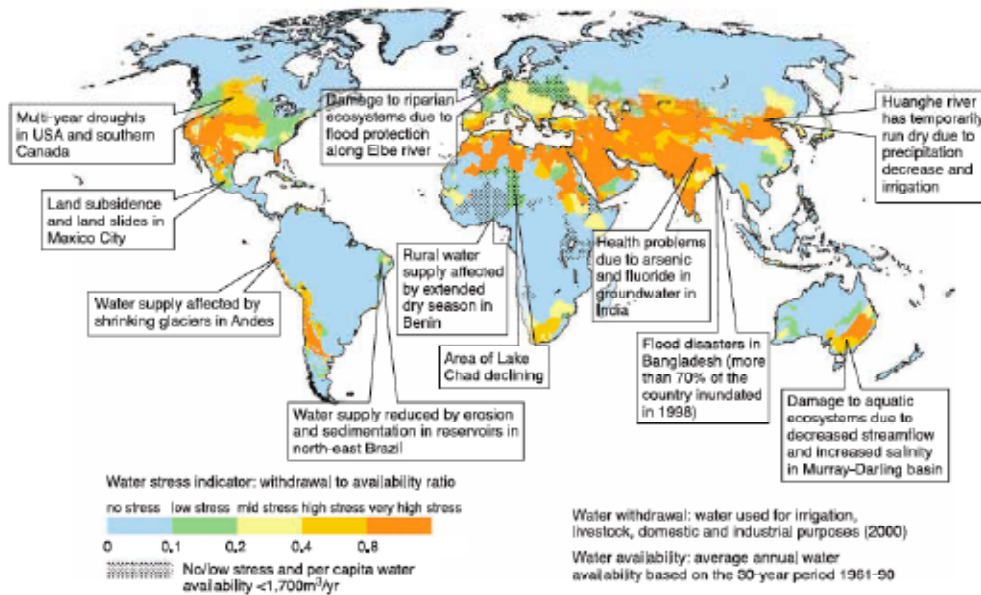 Multi-year droughts
in USA and southern
Canada
Damage to riparian
ecosystems due to
flood protection
along Elbe river
Huanghe river
has temporarily
run dry due to
precipitation
decrease and
irrigation
Land subsidence
and land slides in
Mexico City
Water supply affected by
shrinking glaciers in Andes
Rural water
supply affected
by extended
dry season in
Benin
Health problems
due to arsenic
and fluoride in
groundwater in
India
Area of Lake
Chad declining
Flood disasters in
Bangladesh (more
than 70% of the
country inundated
in 1998)
Water supply reduced by erosion
and sedimentation in reservoirs in
north-east Brazil
Damage to aquatic
ecosystems due to
decreased streamflow
and increased salinity
in Murray-Darling basin
Water stress indicator: withdrawal to availability ratio
no stress low stress mid stress high stress very high stress
0 0.1 0.2 0.4 0.8
No/low stress and per capita water
availability <1,700m³/yr
Water withdrawal: water used for irrigation,
livestock, domestic and industrial purposes (2000)
Water availability: average annual water
availability based on the 30-year period 1961-90